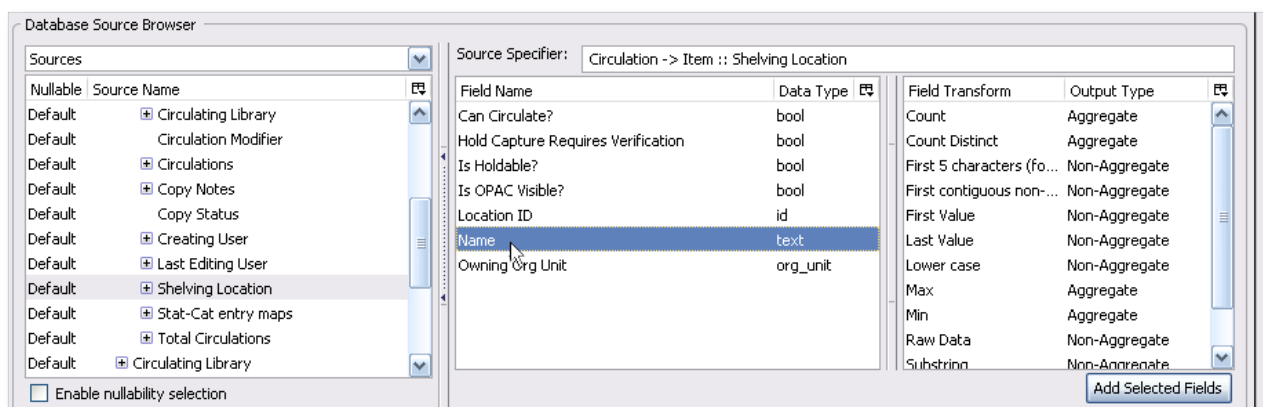 Database Source Browser
Sources
Nullable Source Name
Default Circulating Library
Default Circulation Modifier
Default Circulations
Default Copy Notes
Default Copy Status
Default Creating User
Default Last Editing User
Default Shelving Location
Default Stat-Cat entry maps
Default Total Circulations
Default Circulating Library
Enable nullability selection
Source Specifier: Circulation -> Item :: Shelving Location
Field Name Data Type
Can Circulate? bool
Hold Capture Requires Verification bool
Is Holdable? bool
Is OPAC Visible? bool
Location ID id
Name text
Owning Org Unit org_unit
Field Transform Output Type
Count Aggregate
Count Distinct Aggregate
First 5 characters (fo... Non-Aggregate
First contiguous non-... Non-Aggregate
First Value Non-Aggregate
Last Value Non-Aggregate
Lower case Non-Aggregate
Max Aggregate
Min Aggregate
Raw Data Non-Aggregate
Substring Non-Aggregate
Add Selected Fields